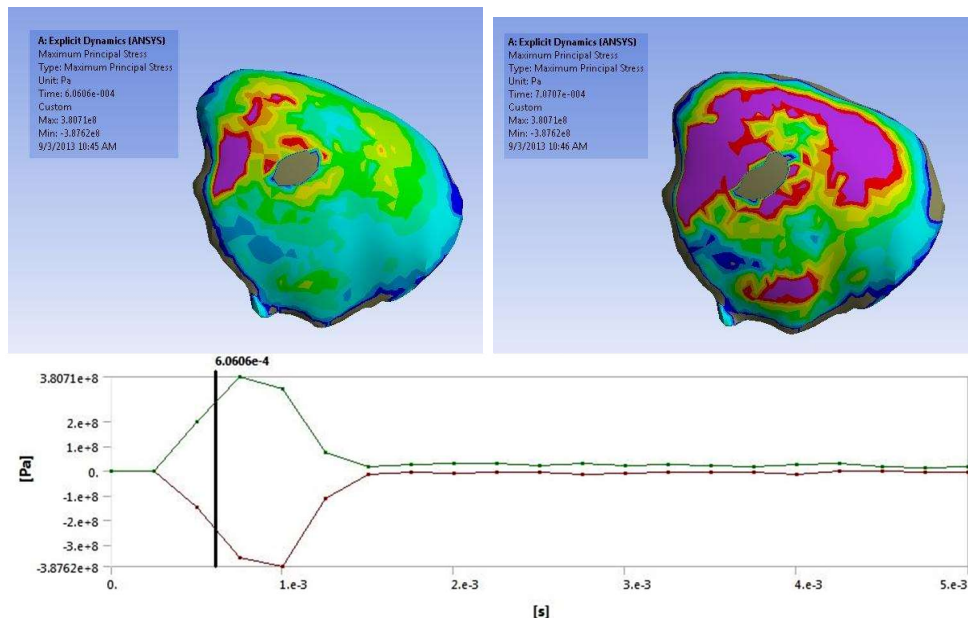 A: Explicit Dynamics (ANSYS)
Maximum Principal Stress
Type: Maximum Principal Stress
Unit: Pa
Time: 6.0606e-004
Custom
Max: 3.8071e8
Min: -3.8762e8
9/3/2013 10:45 AM
A: Explicit Dynamics (ANSYS)
Maximum Principal Stress
Type: Maximum Principal Stress
Unit: Pa
Time: 7.0707e-004
Custom
Max: 3.8071e8
Min: -3.8762e8
9/3/2013 10:46 AM
6.0606e-4
3.8071e+8
2.e+8
1.e+8
0.
-1.e+8
-2.e+8
-3.e+8
-3.8762e+8
[Pa]
0. 1.e-3 2.e-3 3.e-3 4.e-3 5.e-3
[s]